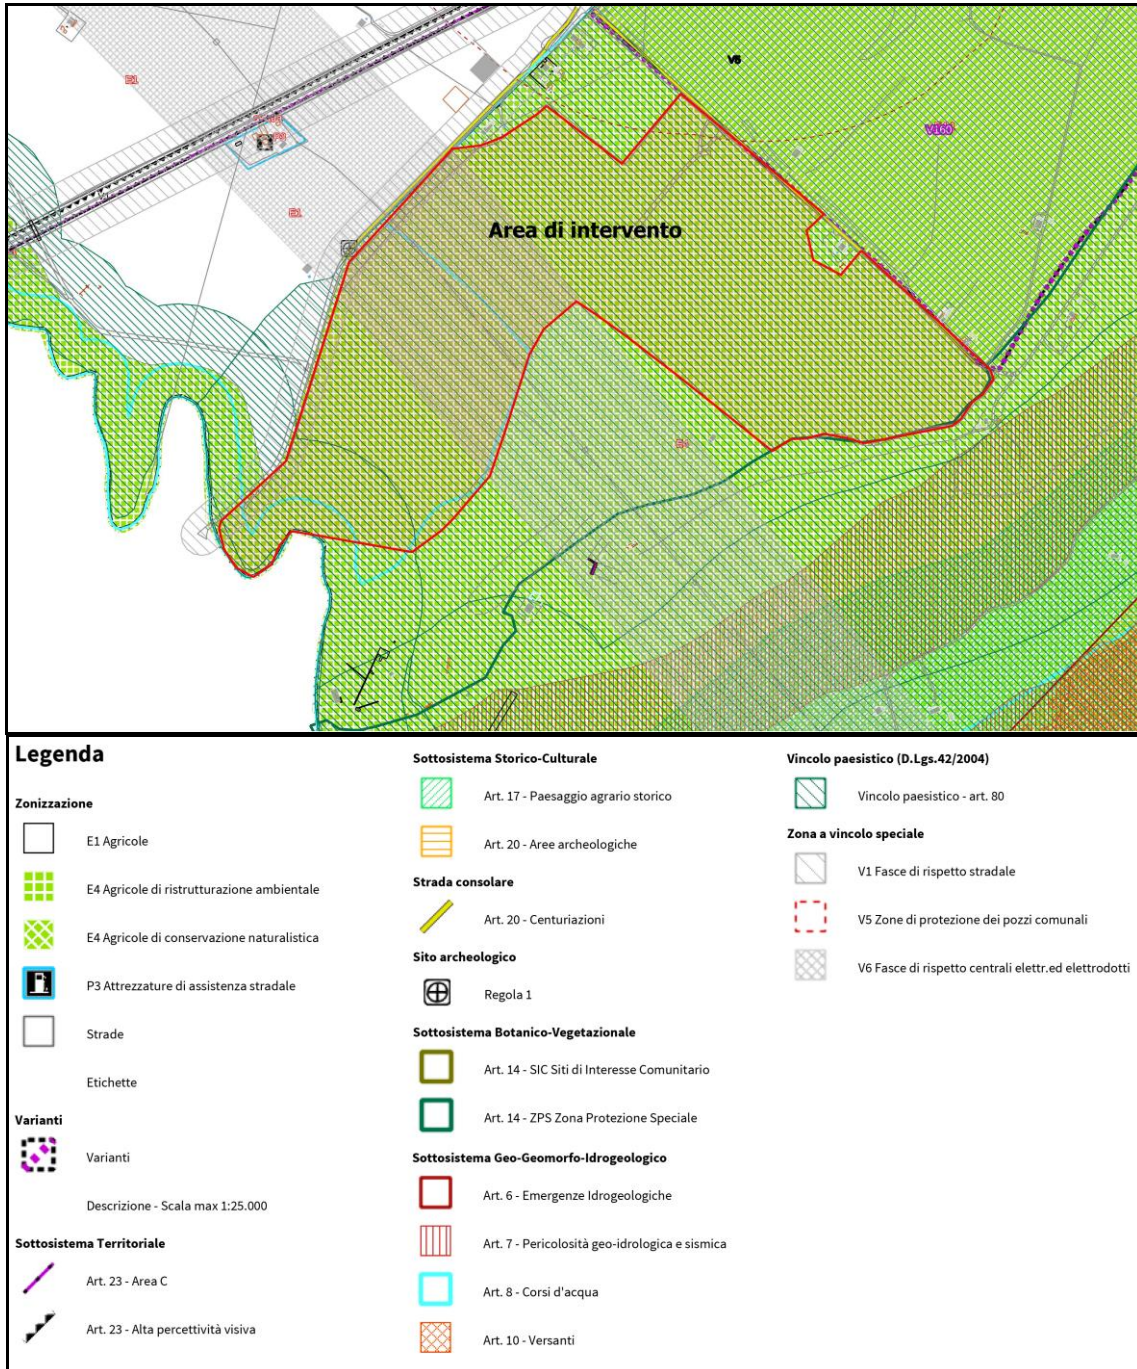 E1
V6
V160
P3
E1
Area di intervento
Legenda
Zonizzazione
E1 Agricole
E4 Agricole di ristrutturazione ambientale
E4 Agricole di conservazione naturalistica
P3 Attrezzature di assistenza stradale
Strade
Etichette
Varianti
Varianti
Descrizione - Scala max 1:25.000
Sottosistema Territoriale
Art. 23 - Area C
Art. 23 - Alta percettività visiva
Sottosistema Storico-Culturale
Art. 17 - Paesaggio agrario storico
Art. 20 - Aree archeologiche
Strada consolare
Art. 20 - Centuriazioni
Sito archeologico
Regola 1
Sottosistema Botanico-Vegetazionale
Art. 14 - SIC Siti di Interesse Comunitario
Art. 14 - ZPS Zona Protezione Speciale
Sottosistema Geo-Geomorfo-Idrogeologico
Art. 6 - Emergenze Idrogeologiche
Art. 7 - Pericolosità geo-idrologica e sismica
Art. 8 - Corsi d'acqua
Art. 10 - Versanti
Vincolo paesistico (D.Lgs.42/2004)
Vincolo paesistico - art. 80
Zona a vincolo speciale
V1 Fasce di rispetto stradale
V5 Zone di protezione dei pozzi comunali
V6 Fasce di rispetto centrali elettr.ed elettrodotti